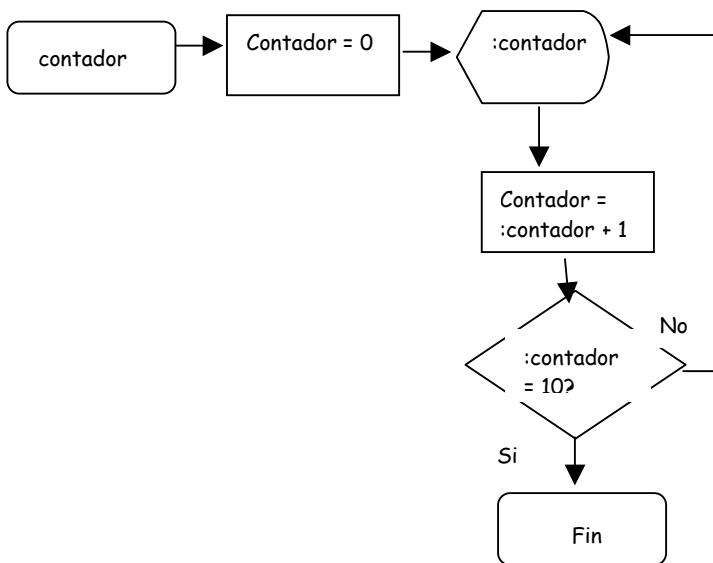 contador
Contador = 0
:contador
Contador =
:contador + 1
No
:contador
= 10?
Si
Fin